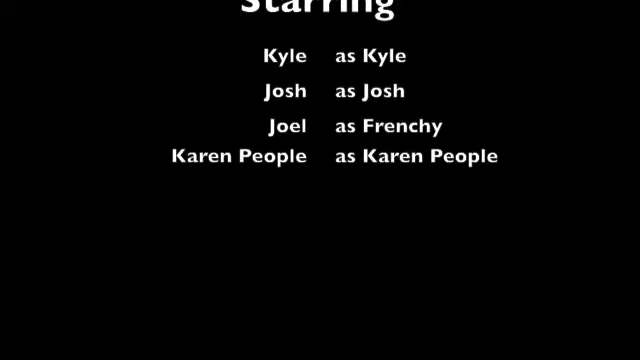 Starring
Kyle as Kyle
Josh as Josh
Joel as Frenchy
Karen People as Karen People